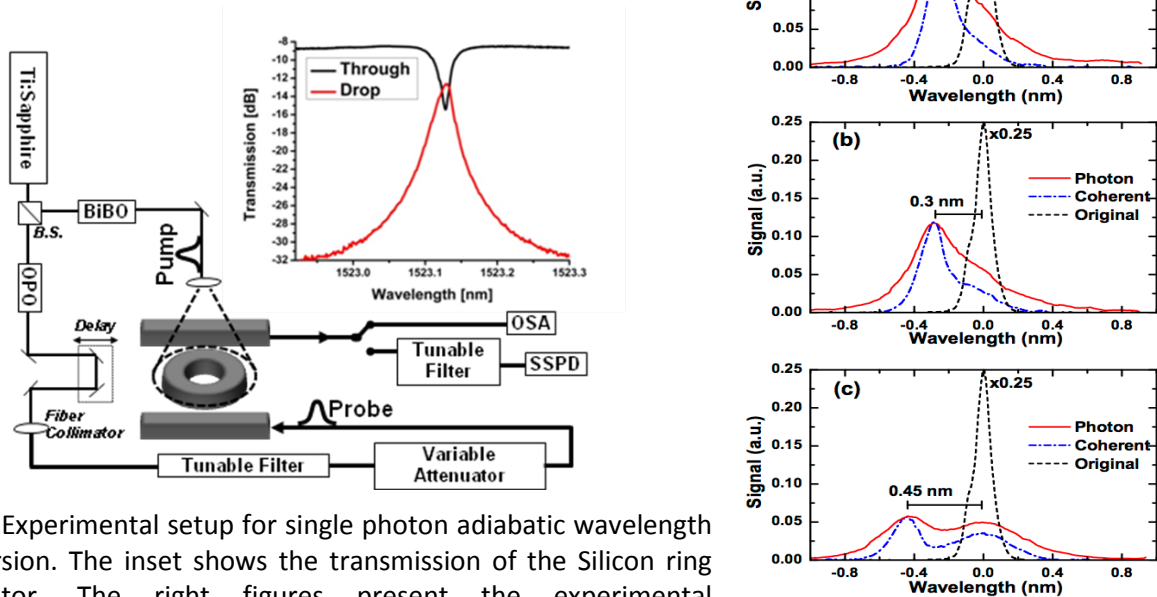 Ti:Sapphire
B.S.
BiBO
Pump
OPO
Delay
Fiber
Collimator
Tunable Filter
Variable
Attenuator
Probe
OSA
Tunable
Filter
SSPD
Transmission [dB]
-8
-10
-12
-14
-16
-18
-20
-22
-24
-26
-28
-30
-32
Through
Drop
1523.0
1523.1
1523.2
1523.3
Wavelength [nm]
Experimental setup for single photon adiabatic wavelength
rsion. The inset shows the transmission of the Silicon ring
tor. The right figures present the experimental
0.05
0.00
-0.8
-0.4
0.0
0.4
0.8
Wavelength (nm)
(b)
Signal (a.u.)
0.25
0.20
0.15
0.10
0.05
0.00
x0.25
Photon
Coherent
Original
0.3 nm
-0.8
-0.4
0.0
0.4
0.8
Wavelength (nm)
(c)
Signal (a.u.)
0.25
0.20
0.15
0.10
0.05
0.00
x0.25
Photon
Coherent
Original
0.45 nm
-0.8
-0.4
0.0
0.4
0.8
Wavelength (nm)